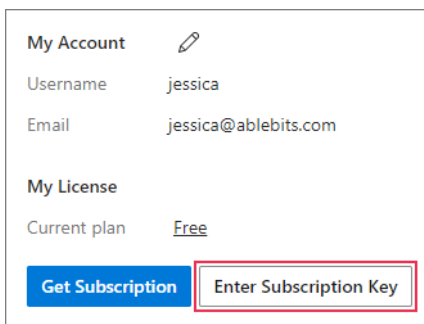 My Account
Username jessica
Email jessica@ablebits.com
My License
Current plan Free
Get Subscription Enter Subscription Key